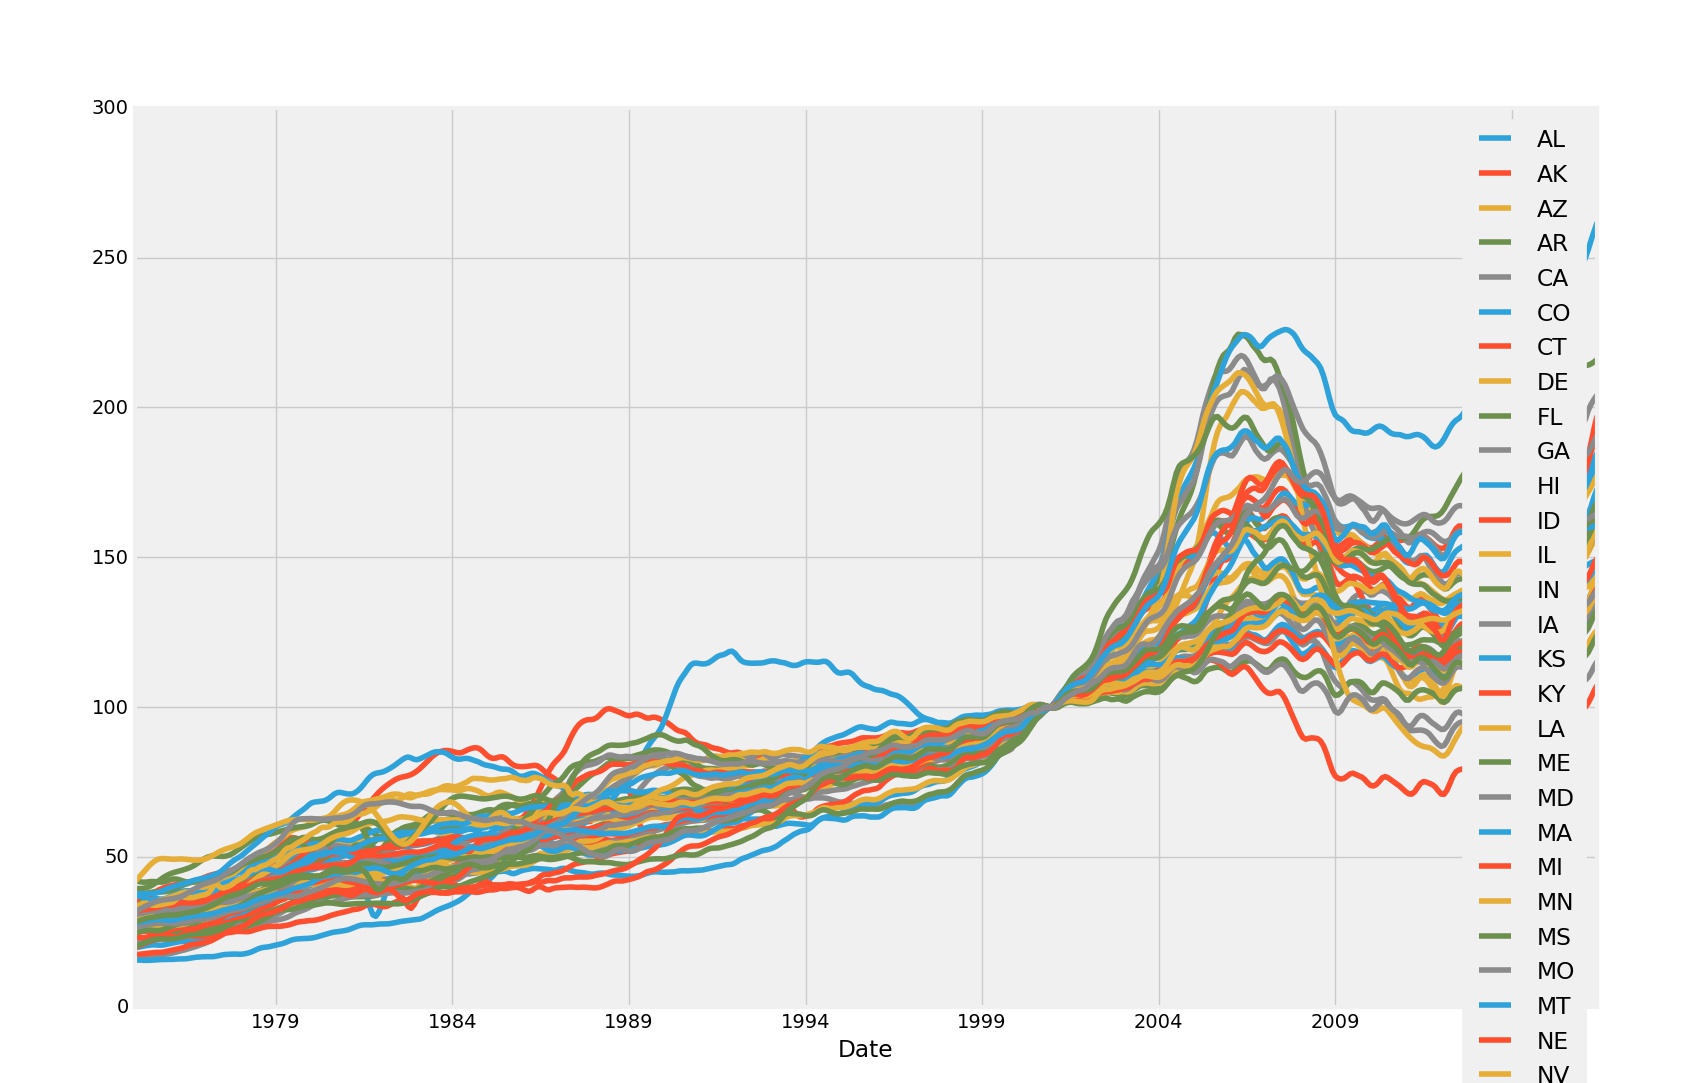 300
250
200
150
100
50
0
1979 1984 1989 1994 1999 2004 2009
Date
AL
AK
AZ
AR
CA
CO
CT
DE
FL
GA
HI
ID
IL
IN
IA
KS
KY
LA
ME
MD
MA
MI
MN
MS
MO
MT
NE
NV